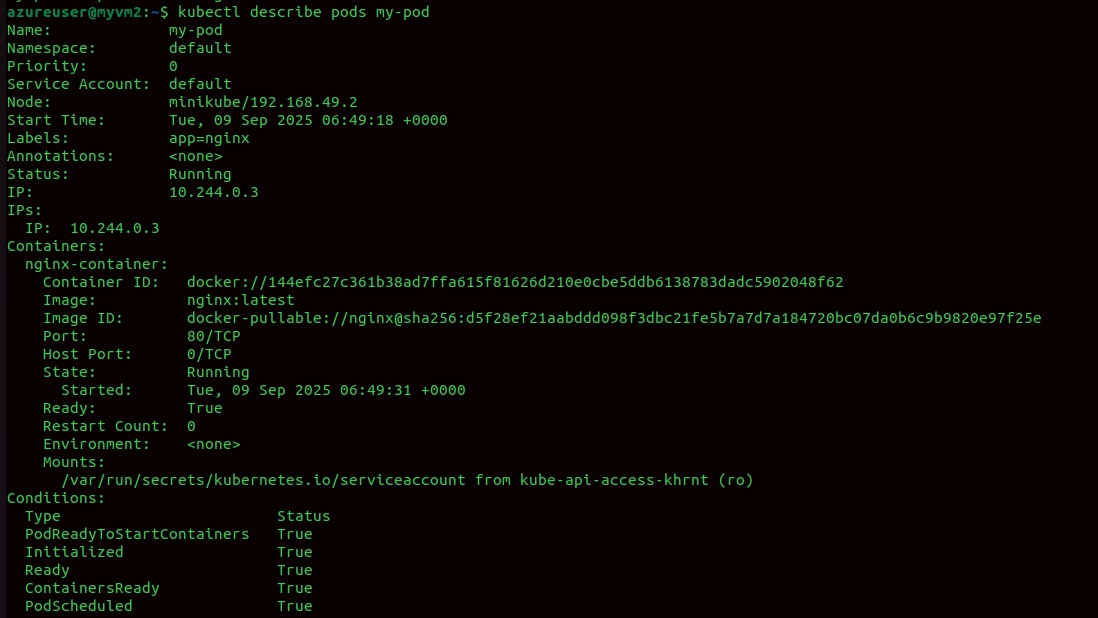 azureuser@myvm2:~$ kubectl describe pods my-pod
Name:             my-pod
Namespace:        default
Priority:         0
Service Account:  default
Node:             minikube/192.168.49.2
Start Time:       Tue, 09 Sep 2025 06:49:18 +0000
Labels:           app=nginx
Annotations:      <none>
Status:           Running
IP:               10.244.0.3
IPs:
  IP:  10.244.0.3
Containers:
  nginx-container:
    Container ID:   docker://144efc27c361b38ad7ffa615f81626d210e0cbe5ddb6138783dadc5902048f62
    Image:          nginx:latest
    Image ID:       docker-pullable://nginx@sha256:d5f28ef21aabddd098f3dbc21fe5b7a7d7a184720bc07da0b6c9b9820e97f25e
    Port:           80/TCP
    Host Port:      0/TCP
    State:          Running
      Started:      Tue, 09 Sep 2025 06:49:31 +0000
    Ready:          True
    Restart Count:  0
    Environment:    <none>
    Mounts:
      /var/run/secrets/kubernetes.io/serviceaccount from kube-api-access-khrnt (ro)
Conditions:
  Type                        Status
  PodReadyToStartContainers   True
  Initialized                 True
  Ready                       True
  ContainersReady             True
  PodScheduled                True